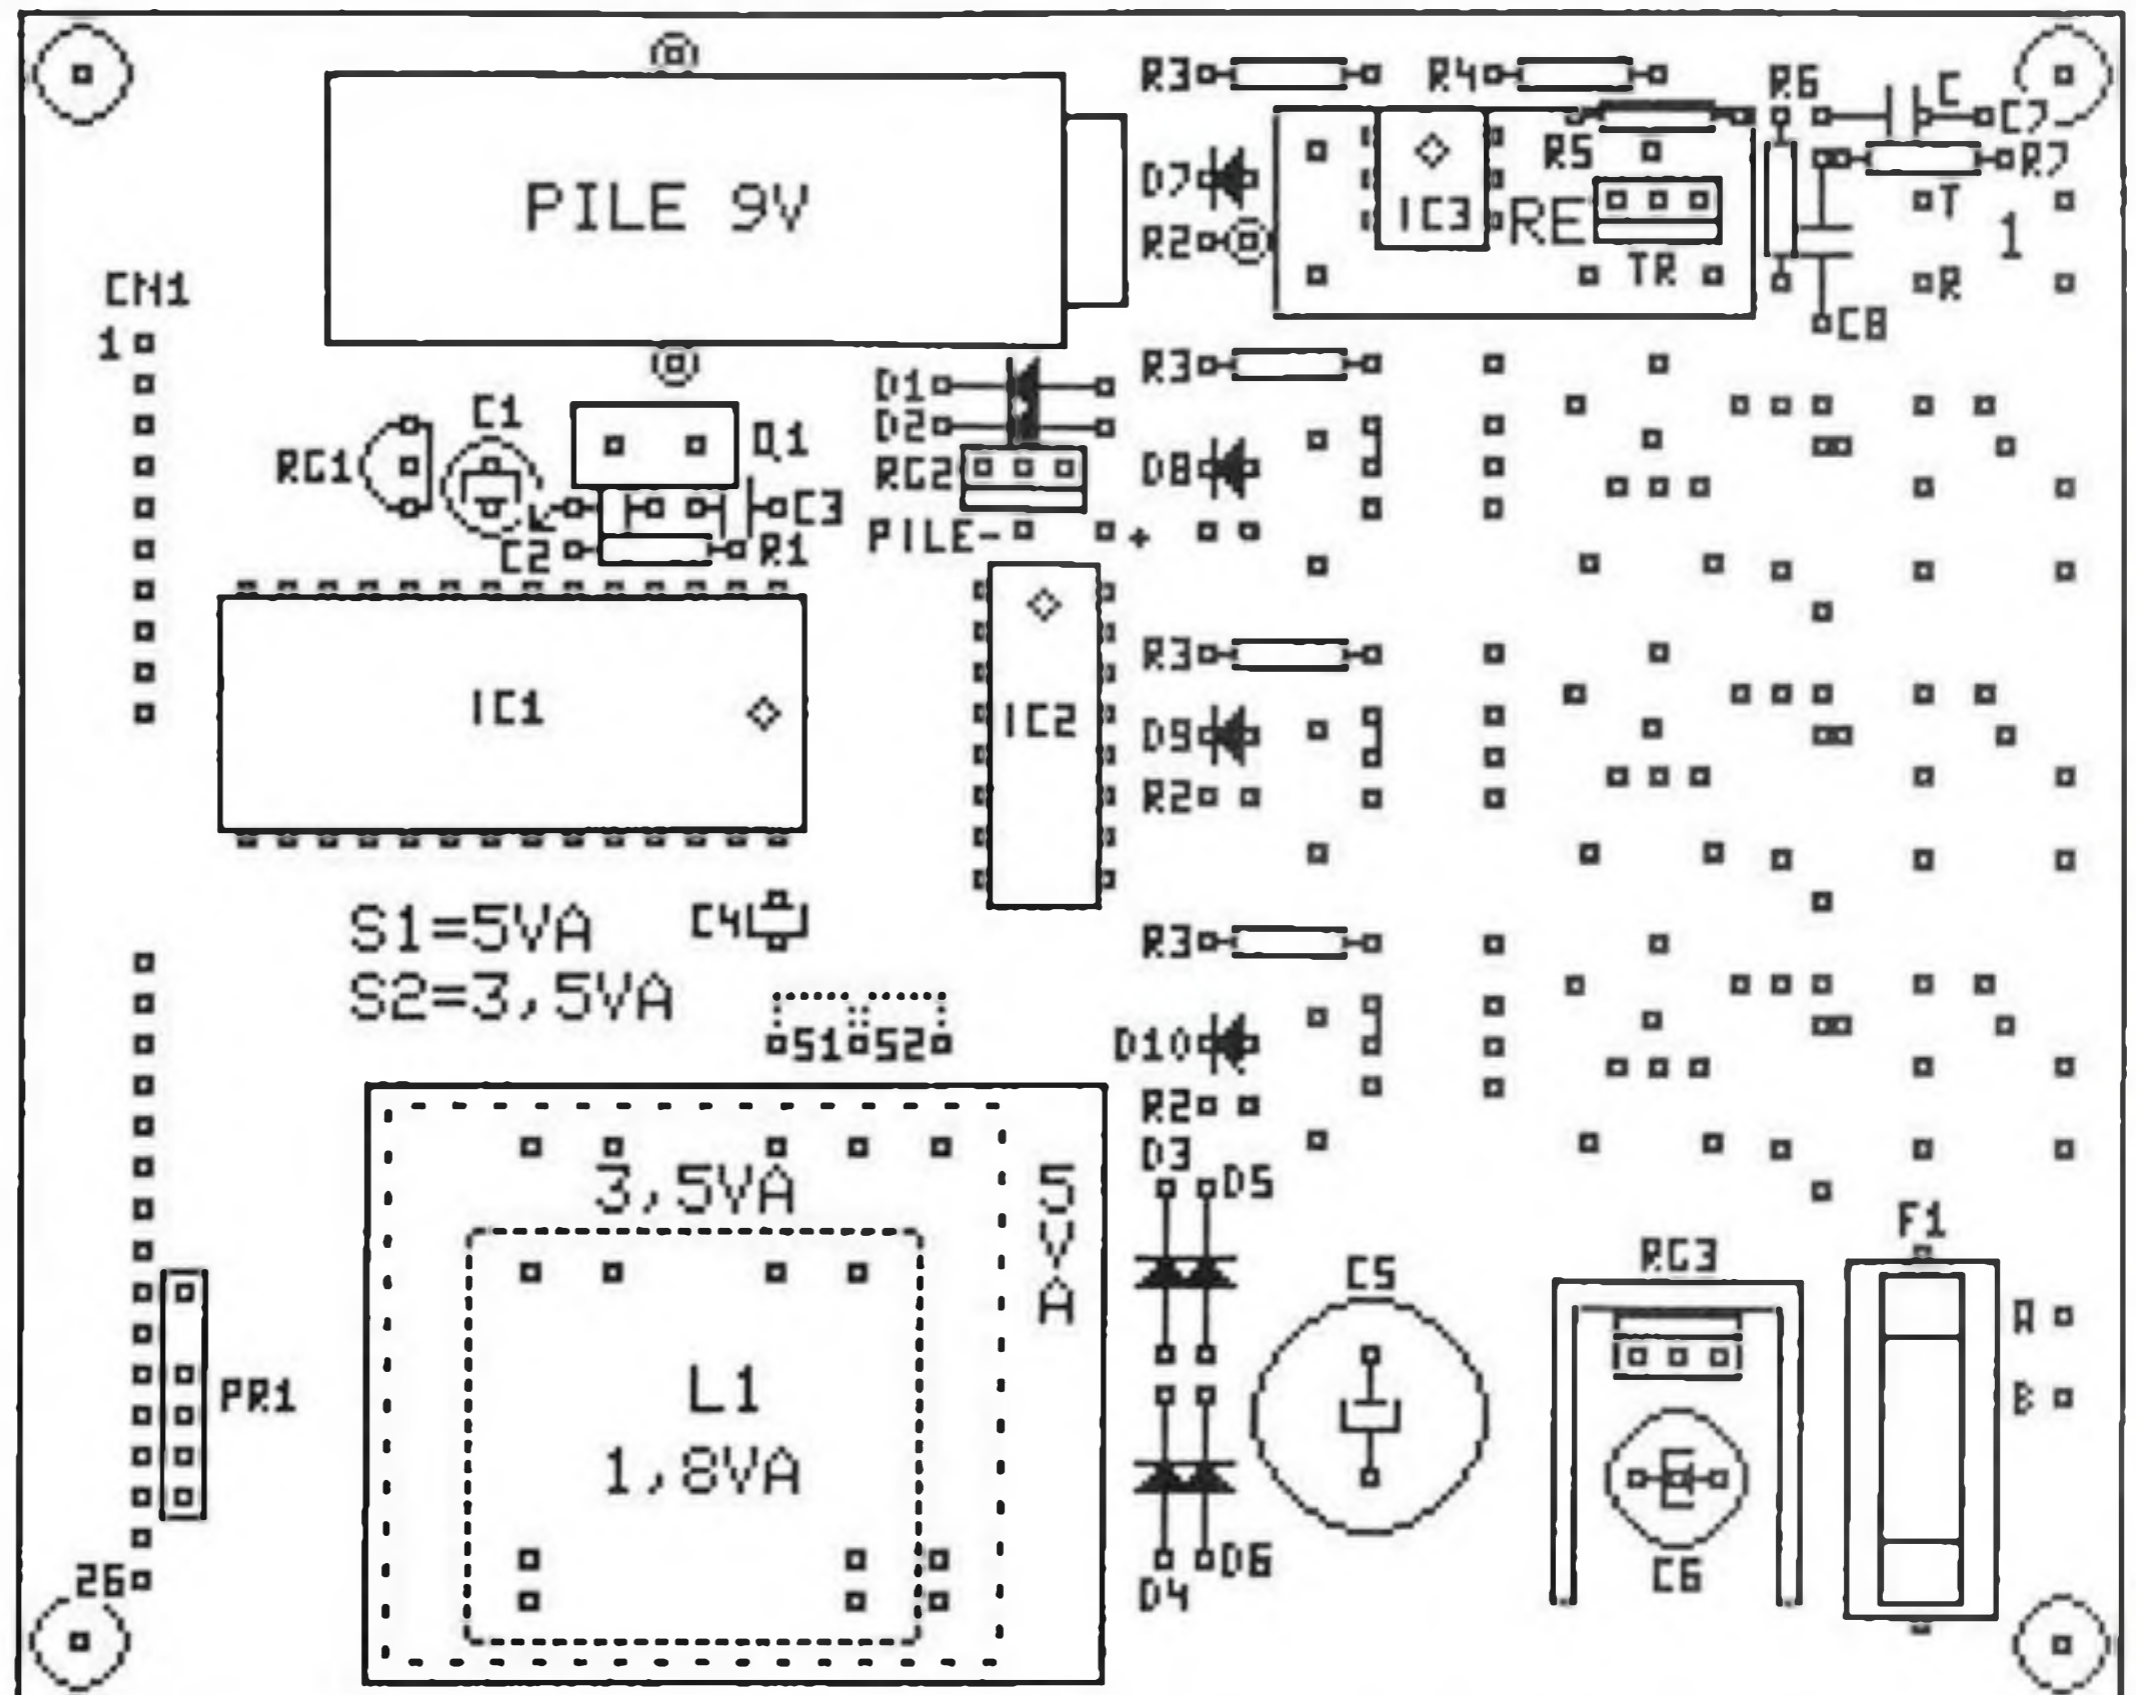 R3
R4
R6
C
C7
R5
R7
D7
PILE 9V
IC3
RE
T
1
R2
TR
R
CN1
C8
1
R3
D1
C1
D2
Q1
RG1
RG2
D8
C3
PILE-
+
C2
R1
R3
IC1
IC2
D9
R2
S1=5VA
C4
R3
S2=3,5VA
S1
S2
D10
R2
D3
3,5VA
5VA
D5
F1
RG3
C5
A
L1
PR1
B
1,8VA
26
D6
C6
D4